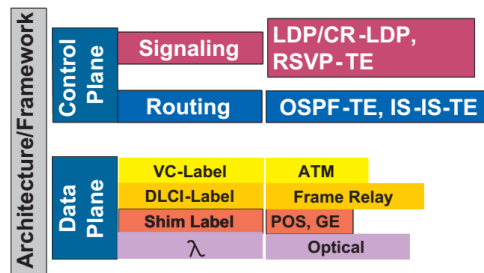 Architecture/Framework
Control
Plane
Signaling
LDP/CR-LDP,
RSVP-TE
Routing
OSPF-TE, IS-IS-TE
Data
Plane
VC-Label
ATM
DLCI-Label
Frame Relay
Shim Label
POS, GE
λ
Optical